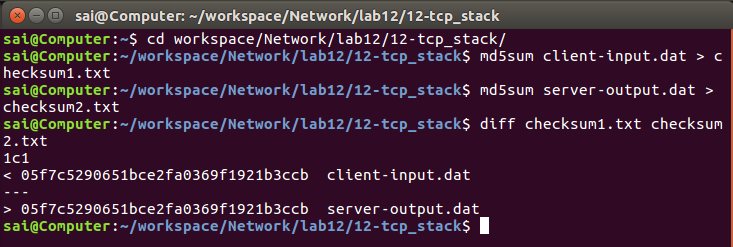 sai@Computer: ~/workspace/Network/lab12/12-tcp_stack
sai@Computer:~$ cd workspace/Network/lab12/12-tcp_stack/
sai@Computer:~/workspace/Network/lab12/12-tcp_stack$ md5sum client-input.dat > c
hecksum1.txt
sai@Computer:~/workspace/Network/lab12/12-tcp_stack$ md5sum server-output.dat >
checksum2.txt
sai@Computer:~/workspace/Network/lab12/12-tcp_stack$ diff checksum1.txt checksum
2.txt
1c1
< 05f7c5290651bce2fa0369f1921b3ccb  client-input.dat
---
> 05f7c5290651bce2fa0369f1921b3ccb  server-output.dat
sai@Computer:~/workspace/Network/lab12/12-tcp_stack$